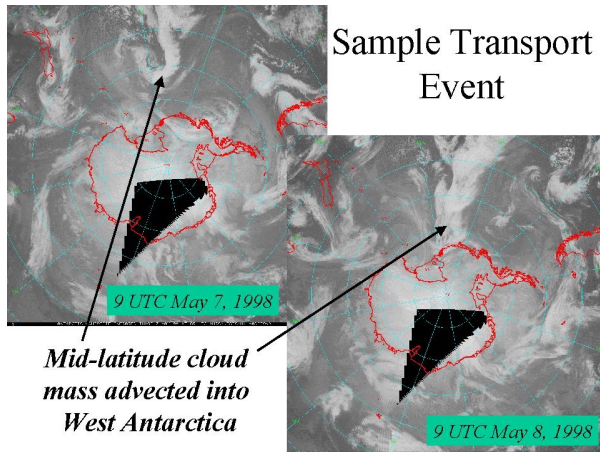 Sample Transport
Event
9 UTC May 7, 1998
Mid-latitude cloud
mass advected into
West Antarctica
9 UTC May 8, 1998